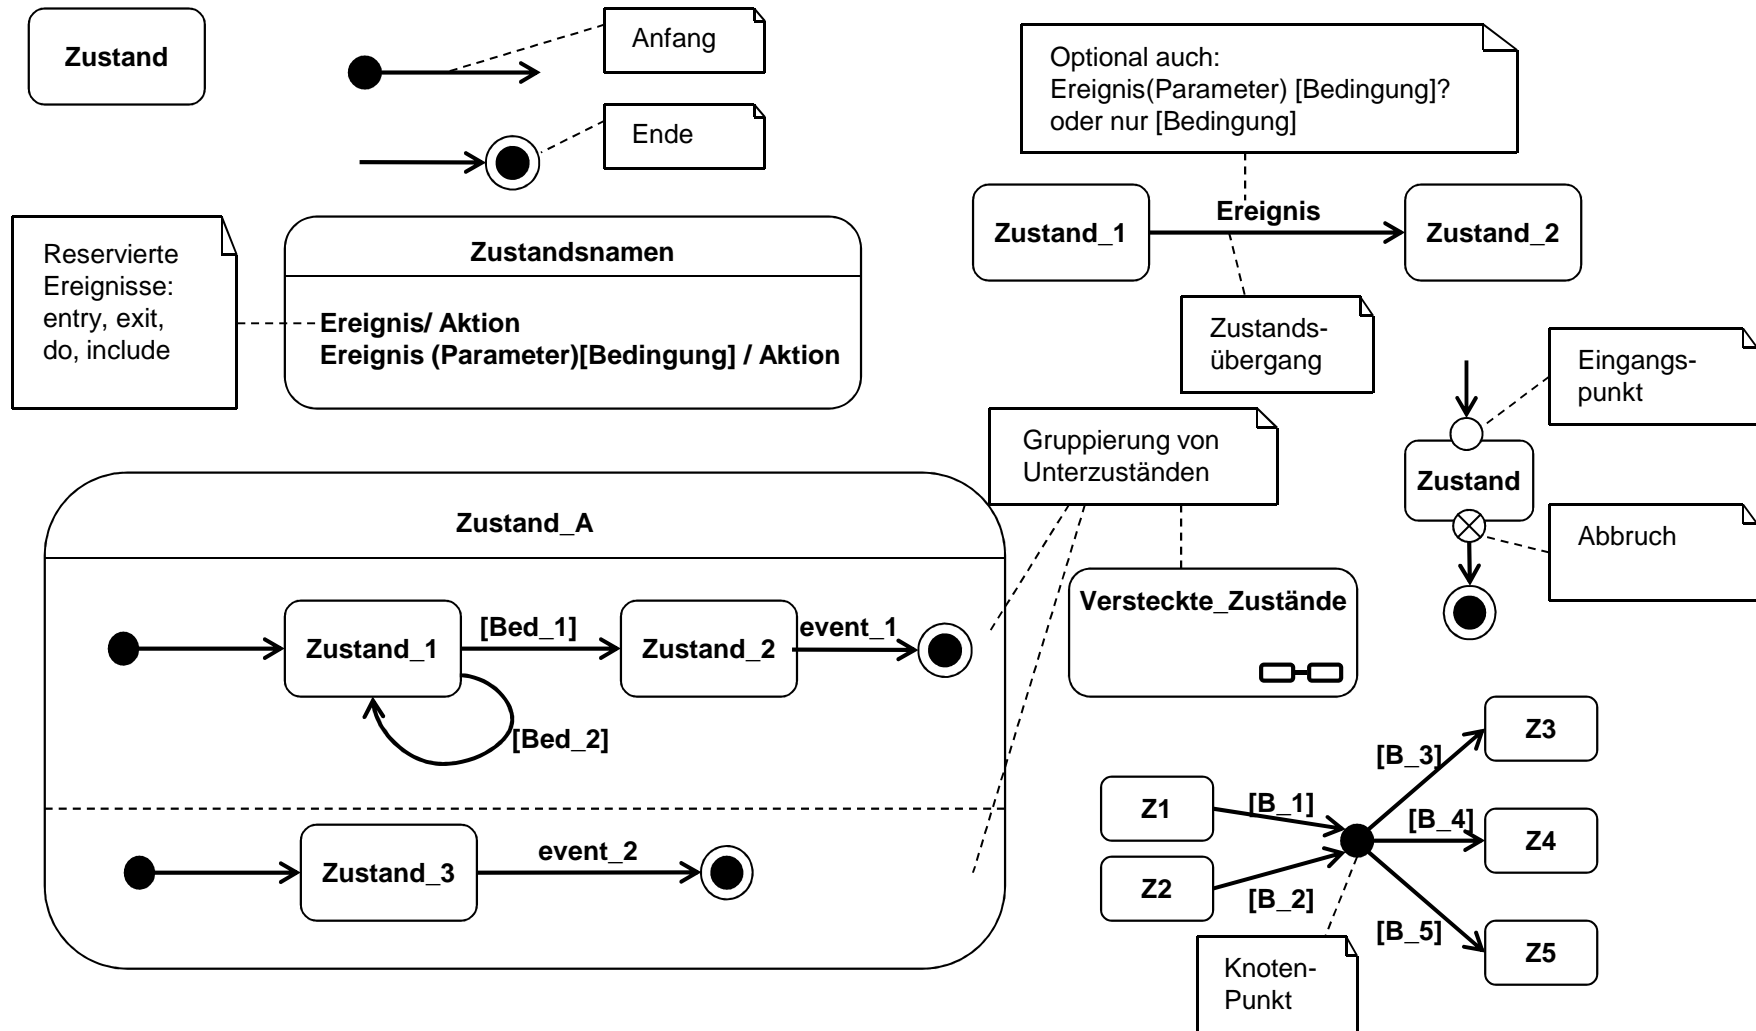 Zustand
Anfang
Ende
Optional auch:
Ereignis(Parameter) [Bedingung]?
oder nur [Bedingung]
Zustand_1
Ereignis
Zustand_2
Zustands-
übergang
Reservierte
Ereignisse:
entry, exit,
do, include
Zustandsnamen
Ereignis/ Aktion
Ereignis (Parameter)[Bedingung] / Aktion
Eingangs-
punkt
Zustand
Abbruch
Gruppierung von
Unterzuständen
Zustand_A
Zustand_1
[Bed_1]
Zustand_2
event_1
[Bed_2]
Zustand_3
event_2
Versteckte_Zustände
Z1
Z2
[B_1]
[B_2]
[B_3]
[B_4]
[B_5]
Z3
Z4
Z5
Knoten-
Punkt